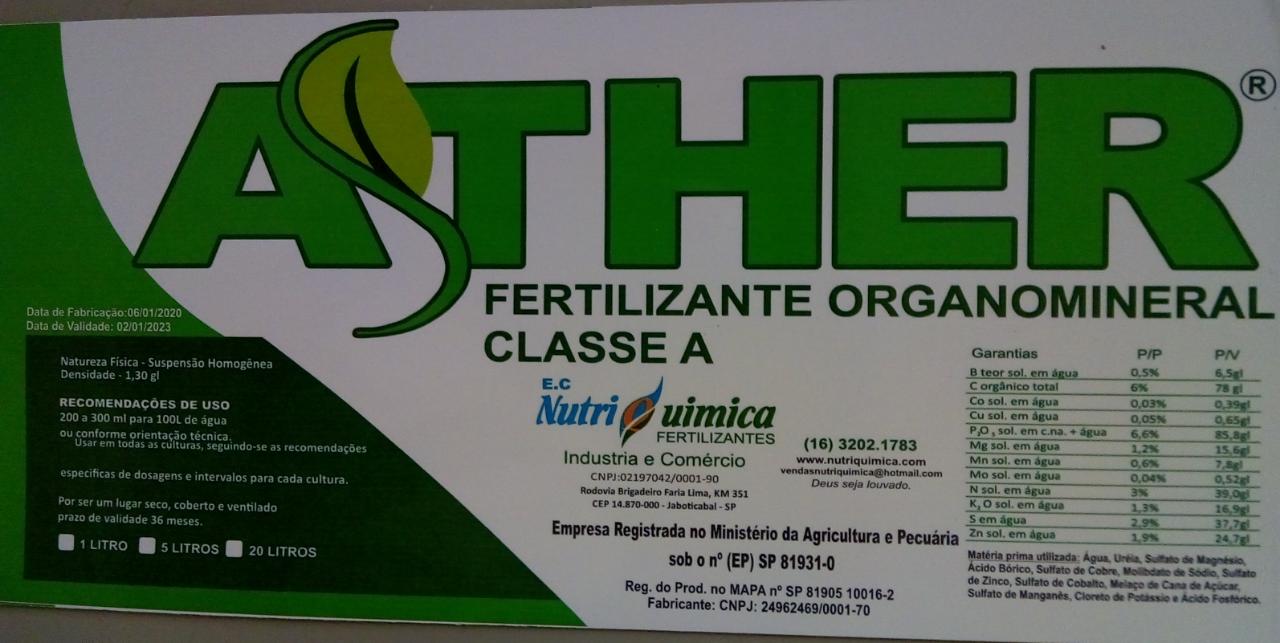 ATHER®
FERTILIZANTE ORGANOMINERAL
CLASSE A
Data de Fabricação:06/01/2020
Data de Validade: 02/01/2023
Natureza Física - Suspensão Homogênea
Densidade - 1,30 gl
RECOMENDAÇÕES DE USO
200 a 300 ml para 100L de água
ou conforme orientação técnica.
Usar em todas as culturas, seguindo-se as recomendações
especificas de dosagens e intervalos para cada cultura.
Por ser um lugar seco, coberto e ventilado
prazo de validade 36 meses.
1 LITRO 5 LITROS 20 LITROS
E.C
NutriQuimica
FERTILIZANTES
Industria e Comércio
CNPJ:02197042/0001-90
Rodovia Brigadeiro Faria Lima, KM 351
CEP 14.870-000 - Jaboticabal - SP
(16) 3202.1783
www.nutriquimica.com
vendasnutriquimica@hotmail.com
Deus seja louvado.
Empresa Registrada no Ministério da Agricultura e Pecuária
sob o nº (EP) SP 81931-0
Reg. do Prod. no MAPA nº SP 81905 10016-2
Fabricante: CNPJ: 24962469/0001-70
Garantias P/P P/V
B teor sol. em água 0,5% 6,5gl
C orgânico total 6% 78 gl
Co sol. em água 0,03% 0,39gl
Cu sol. em água 0,05% 0,65gl
P₂O₅ sol. em c.na. + água 6,6% 85,8gl
Mg sol. em água 1,2% 15,6gl
Mn sol. em água 0,6% 7,8gl
Mo sol. em água 0,04% 0,52gl
N sol. em água 3% 39,0gl
K₂O sol. em água 1,3% 16,9gl
S em água 2,9% 37,7gl
Zn sol. em água 1,9% 24,7gl
Matéria prima utilizada: Água, Uréia, Sulfato de Magnésio,
Ácido Bórico, Sulfato de Cobre, Molibdato de Sódio, Sulfato
de Zinco, Sulfato de Cobalto, Melaço de Cana de Açúcar,
Sulfato de Manganês, Cloreto de Potássio e Ácido Fosfórico.